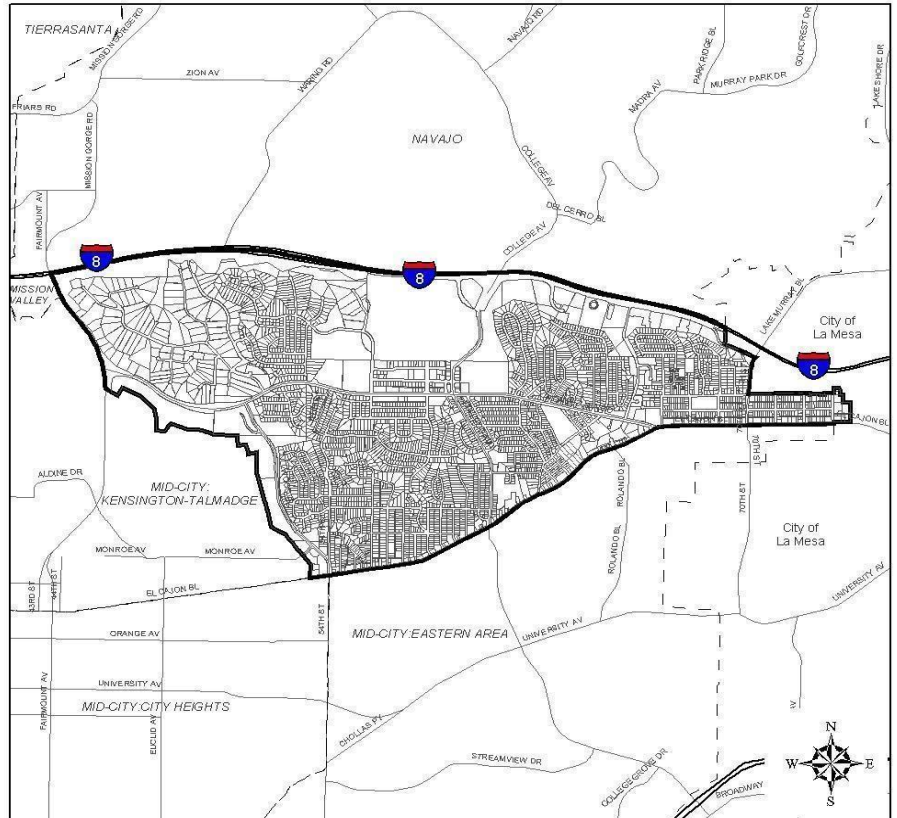 TIERRASANTA
MISSION GORGE RD
ZION AV
FRIARS RD
MISSION GORGE RD
FAIRMOUNT AV
WARING RD
NAVAJO RD
NAVAJO
COLLEGE AV
DEL CERRO BL
COLLEGE AV
MADRA AV
PARK RIDGE BL
MURRAY PARK DR
GOLFCREST DR
LAKE SHORE DR
8
8
8
MISSION
VALLEY
LAKE MURRAY BL
City of
La Mesa
CAJON BL
70TH ST
70TH ST
ALDINE DR
MID-CITY:
KENSINGTON-TALMADGE
MONROE AV
MONROE AV
43RD ST
44TH ST
EL CAJON BL
54TH ST
ROLANDO BL
ROLANDO BL
City of
La Mesa
UNIVERSITY AV
ORANGE AV
MID-CITY:EASTERN AREA
UNIVERSITY AV
UNIVERSITY AV
FAIRMOUNT AV
MID-CITY:CITY HEIGHTS
EUCLID AV
CHOLLAS PY
STREAMVIEW DR
COLLEGE GROVE DR
BROADWAY
N
W
E
S